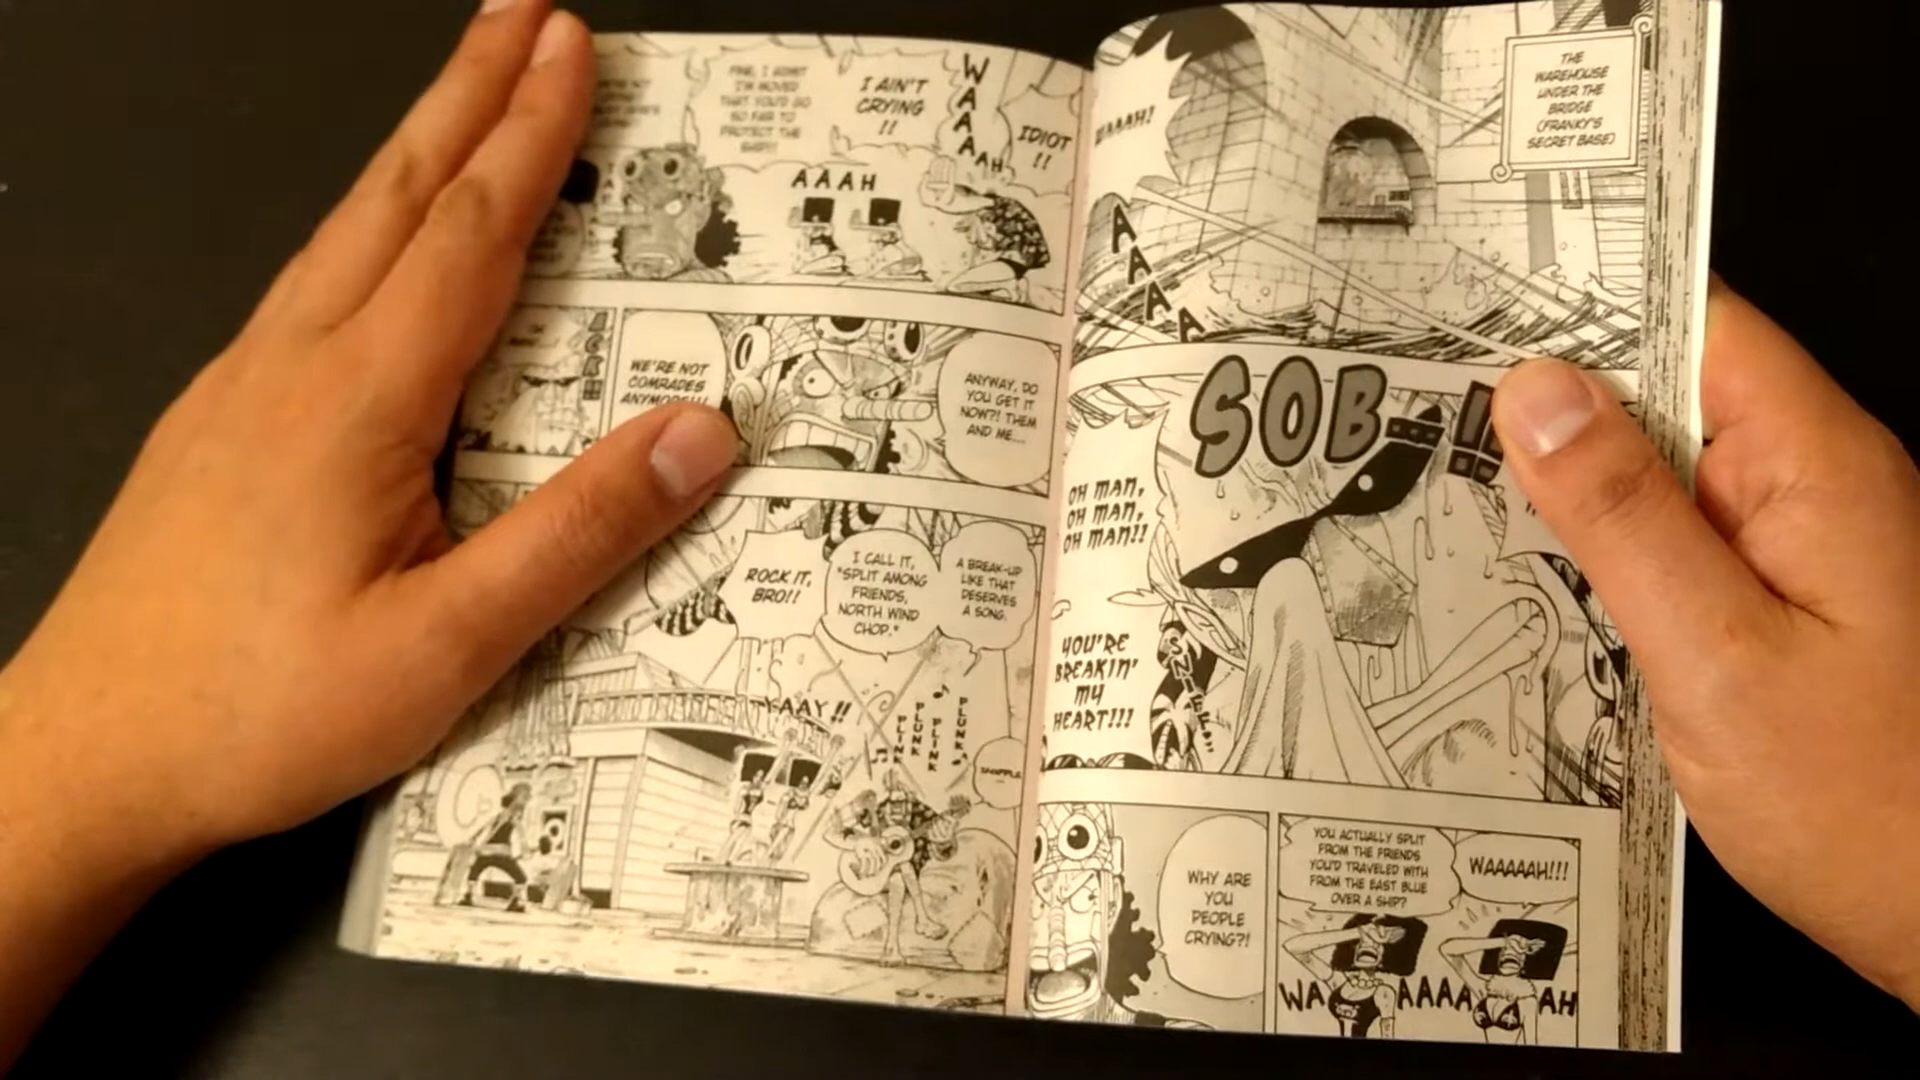 THE
WAREHOUSE
UNDER THE
BRIDGE
(FRANKY'S
SECRET BASE)
WAAAH!
AAAAA
SOB
!!
OH MAN,
OH MAN,
OH MAN!!
YOU'RE
BREAKIN'
MY
HEART!!!
SNIFF
WAAAAAH!!!
YOU ACTUALLY SPLIT
FROM THE FRIENDS
YOU'D TRAVELED WITH
FROM THE EAST BLUE
OVER A SHIP?
WA AAAA AH
WHY ARE
YOU
PEOPLE
CRYING?!
IDIOT
!!
WAAAAH
I AIN'T
CRYING
!!
AAAH
FINE, I ADMIT
I'M MOVED
THAT YOU'D GO
SO FAR TO
PROTECT THE
SHIP!!
ANYWAY, DO
YOU GET IT
NOW?! THEM
AND ME...
WE'RE NOT
COMRADES
ANYMORE!!!
A BREAK-UP
LIKE THAT
DESERVES
A SONG.
I CALL IT,
"SPLIT AMONG
FRIENDS,
NORTH WIND
CHOP."
ROCK IT,
BRO!!
YAAY!!
PLUNK
PLINK
PLUNK
PLINK